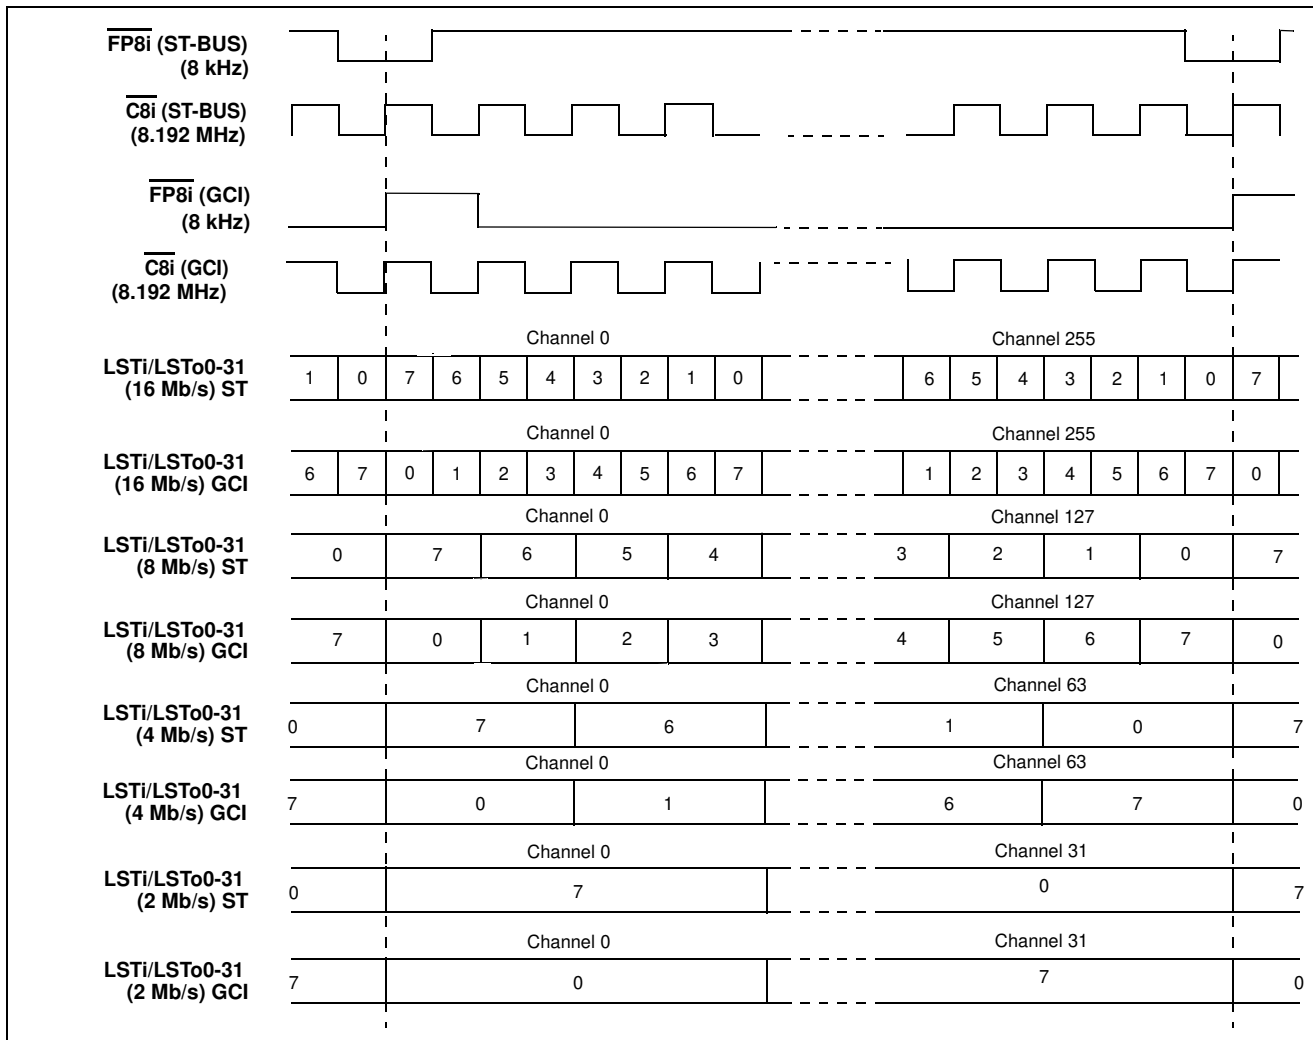 FP8i (ST-BUS)
(8 kHz)
C8i (ST-BUS)
(8.192 MHz)
FP8i (GCI)
(8 kHz)
C8i (GCI)
(8.192 MHz)
Channel 0 Channel 255
LSTi/LSTo0-31
(16 Mb/s) ST
1 0 7 6 5 4 3 2 1 0 6 5 4 3 2 1 0 7
Channel 0 Channel 255
LSTi/LSTo0-31
(16 Mb/s) GCI
6 7 0 1 2 3 4 5 6 7 1 2 3 4 5 6 7 0
Channel 0 Channel 127
LSTi/LSTo0-31
(8 Mb/s) ST
0 7 6 5 4 3 2 1 0 7
Channel 0 Channel 127
LSTi/LSTo0-31
(8 Mb/s) GCI
7 0 1 2 3 4 5 6 7 0
Channel 0 Channel 63
LSTi/LSTo0-31
(4 Mb/s) ST
0 7 6 1 0 7
Channel 0 Channel 63
LSTi/LSTo0-31
(4 Mb/s) GCI
7 0 1 6 7 0
Channel 0 Channel 31
LSTi/LSTo0-31
(2 Mb/s) ST
0 7 0 7
Channel 0 Channel 31
LSTi/LSTo0-31
(2 Mb/s) GCI
7 0 7 0